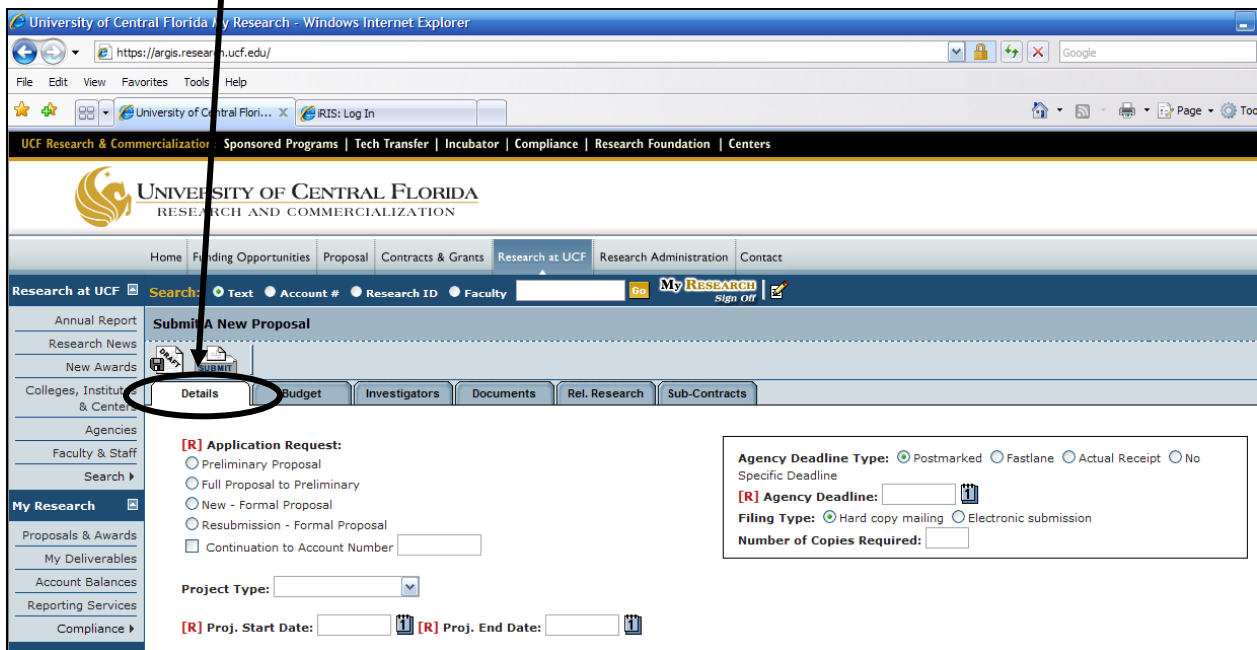 University of Central Florida My Research - Windows Internet Explorer
https://argis.research.ucf.edu/
Google
File Edit View Favorites Tools Help
University of Central Flori... X iRIS: Log In
Page
UCF Research & Commercialization: Sponsored Programs | Tech Transfer | Incubator | Compliance | Research Foundation | Centers
UNIVERSITY OF CENTRAL FLORIDA
RESEARCH AND COMMERCIALIZATION
Home Funding Opportunities Proposal Contracts & Grants Research at UCF Research Administration Contact
Research at UCF Search: Text Account # Research ID Faculty Go My RESEARCH
Sign Off
Annual Report
Research News
New Awards
Colleges, Institutes
& Centers
Agencies
Faculty & Staff
Search
My Research
Proposals & Awards
My Deliverables
Account Balances
Reporting Services
Compliance
Submit A New Proposal
DRAFT SUBMIT
Details Budget Investigators Documents Rel. Research Sub-Contracts
[R] Application Request:
Preliminary Proposal
Full Proposal to Preliminary
New - Formal Proposal
Resubmission - Formal Proposal
Continuation to Account Number
Project Type:
[R] Proj. Start Date: 1 [R] Proj. End Date: 1
Agency Deadline Type: Postmarked Fastlane Actual Receipt No
Specific Deadline
[R] Agency Deadline: 1
Filing Type: Hard copy mailing Electronic submission
Number of Copies Required: